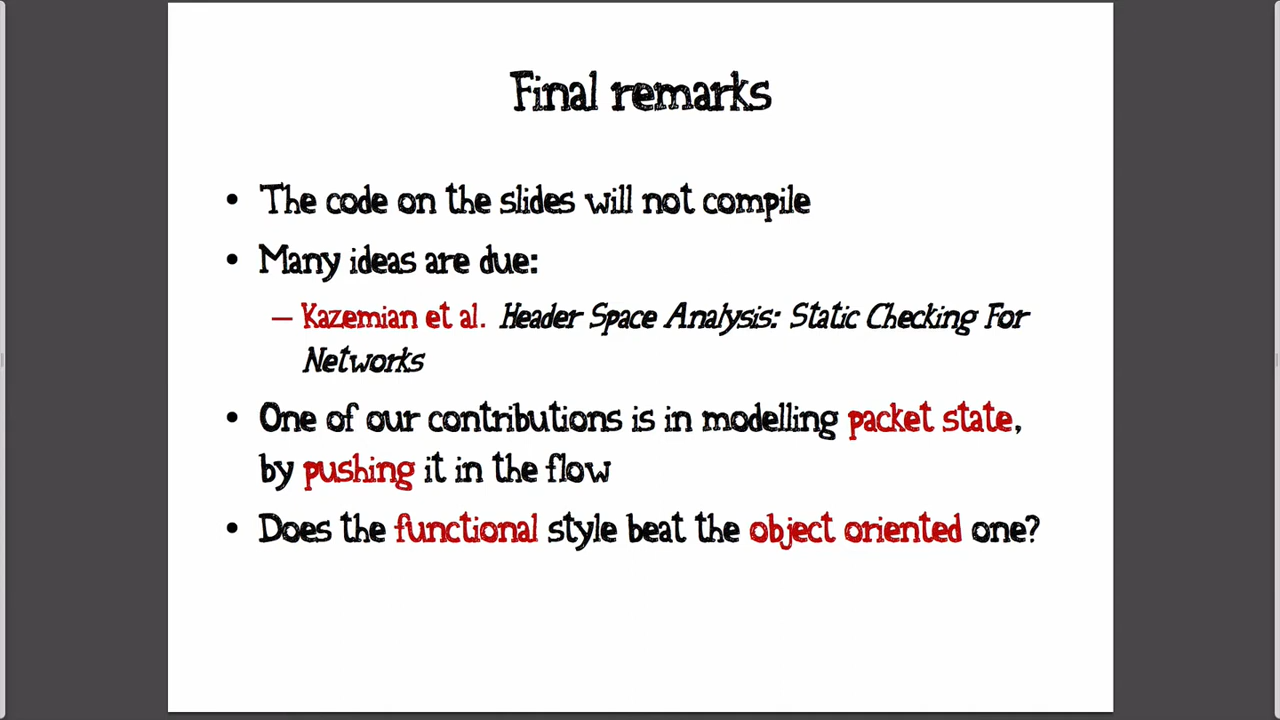 Final remarks
• The code on the slides will not compile
• Many ideas are due:
– Kazemian et al. Header Space Analysis: Static Checking For
Networks
• One of our contributions is in modelling packet state,
by pushing it in the flow
• Does the functional style beat the object oriented one?